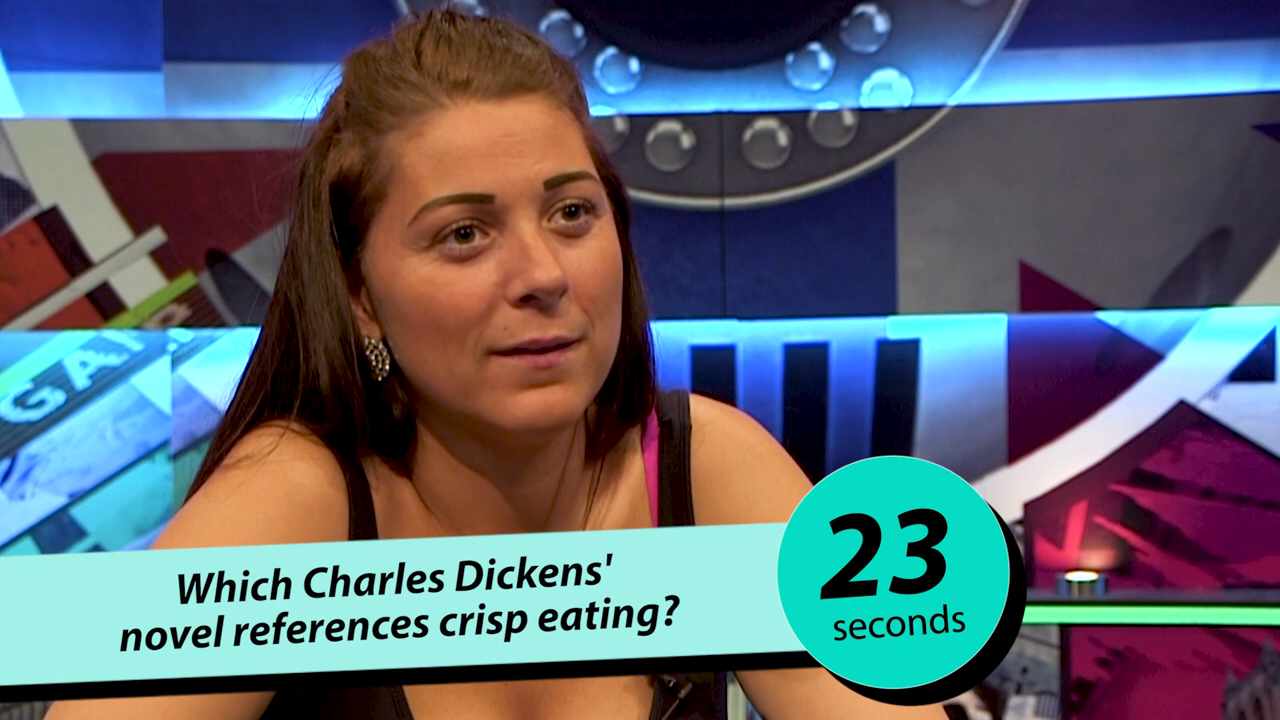 Which Charles Dickens'
novel references crisp eating?
23
seconds